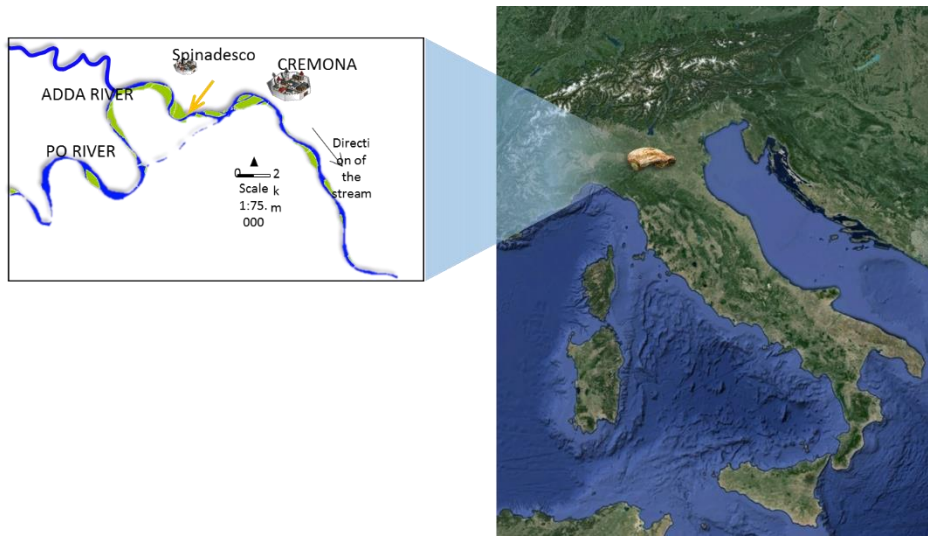 Spinadesco
CREMONA
ADDA RIVER
PO RIVER
Directi
on of
the
stream
0 2
Scale k
1:75. m
000